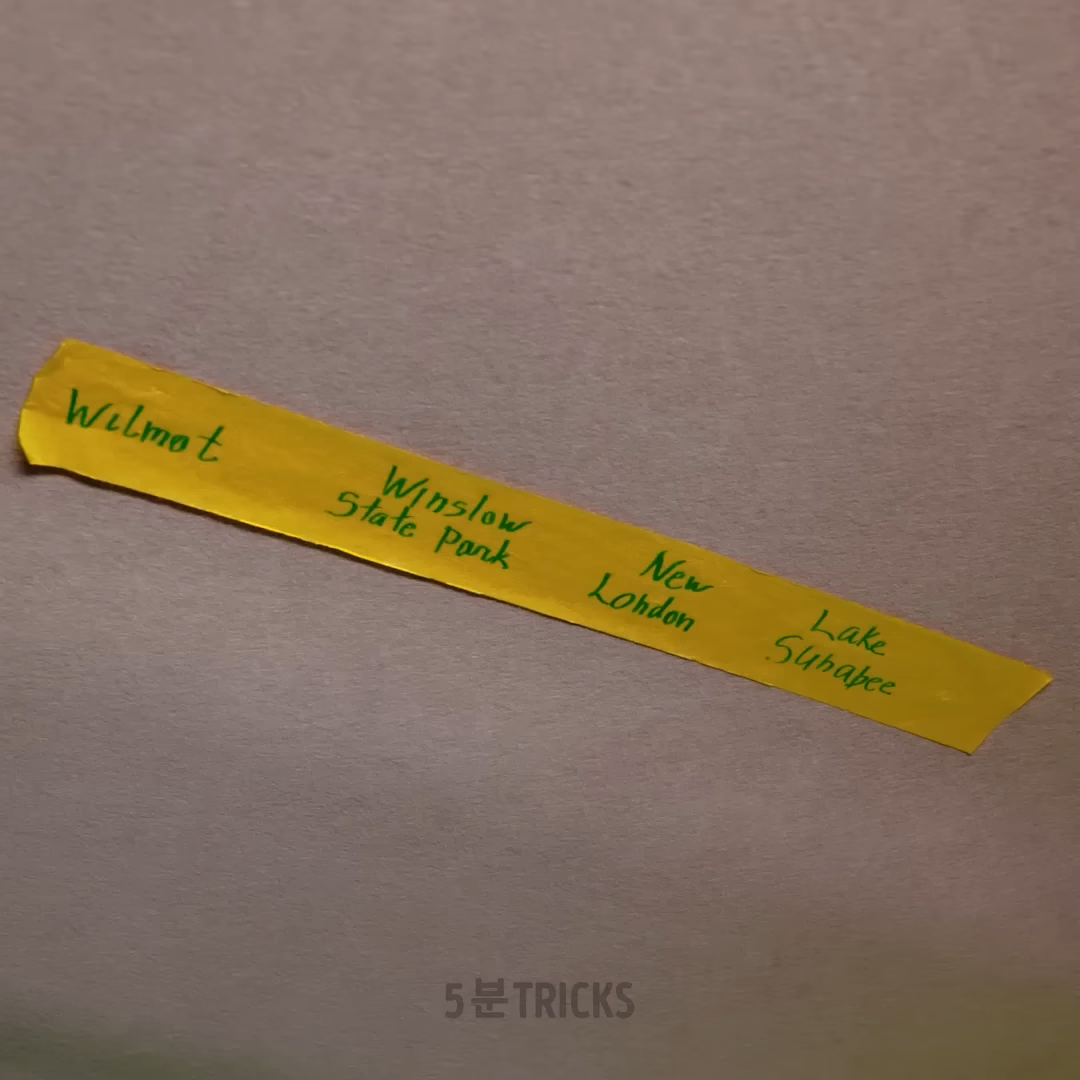 Wilmot
Winslow
State Park
New
London
Lake
Sunabee
5분TRICKS